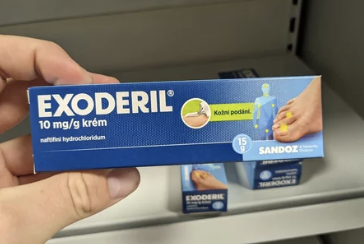 EXODERIL®
10 mg/g krém
naftifini hydrochloridum
Kožní podání.
15 g
SANDOZ
EXODERIL